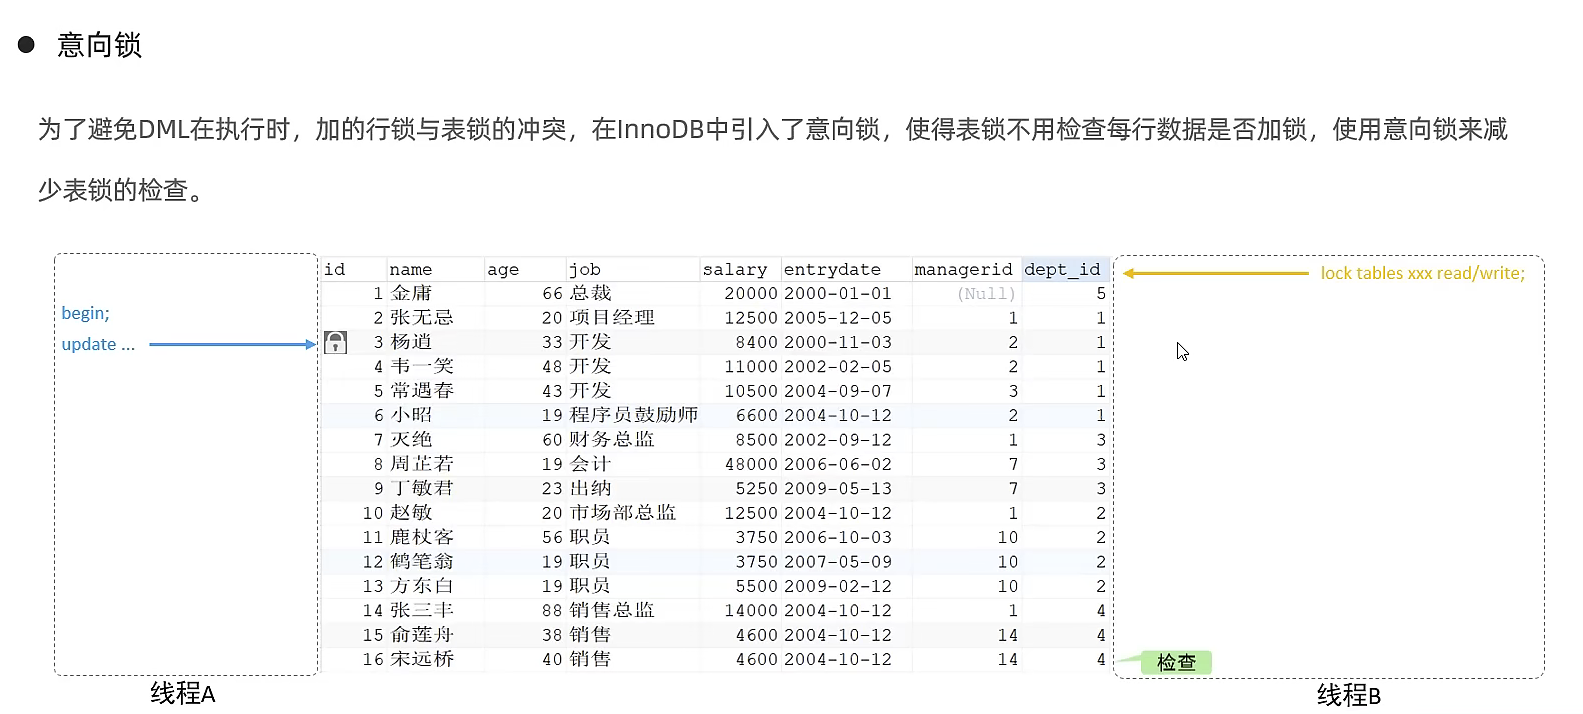 意向锁
为了避免DML在执行时，加的行锁与表锁的冲突，在InnoDB中引入了意向锁，使得表锁不用检查每行数据是否加锁，使用意向锁来减
少表锁的检查。
id name age job salary entrydate managerid dept_id
lock tables xxx read/write;
1 金庸 66 总裁 20000 2000-01-01 (Null) 5
begin;
2 张无忌 20 项目经理 12500 2005-12-05 1 1
update ...
3 杨逍 33 开发 8400 2000-11-03 2 1
4 韦一笑 48 开发 11000 2002-02-05 2 1
5 常遇春 43 开发 10500 2004-09-07 3 1
6 小昭 19 程序员鼓励师 6600 2004-10-12 2 1
7 灭绝 60 财务总监 8500 2002-09-12 1 3
8 周芷若 19 会计 48000 2006-06-02 7 3
9 丁敏君 23 出纳 5250 2009-05-13 7 3
10 赵敏 20 市场部总监 12500 2004-10-12 1 2
11 鹿杖客 56 职员 3750 2006-10-03 10 2
12 鹤笔翁 19 职员 3750 2007-05-09 10 2
13 方东白 19 职员 5500 2009-02-12 10 2
14 张三丰 88 销售总监 14000 2004-10-12 1 4
15 俞莲舟 38 销售 4600 2004-10-12 14 4
16 宋远桥 40 销售 4600 2004-10-12 14 4
检查
线程A
线程B